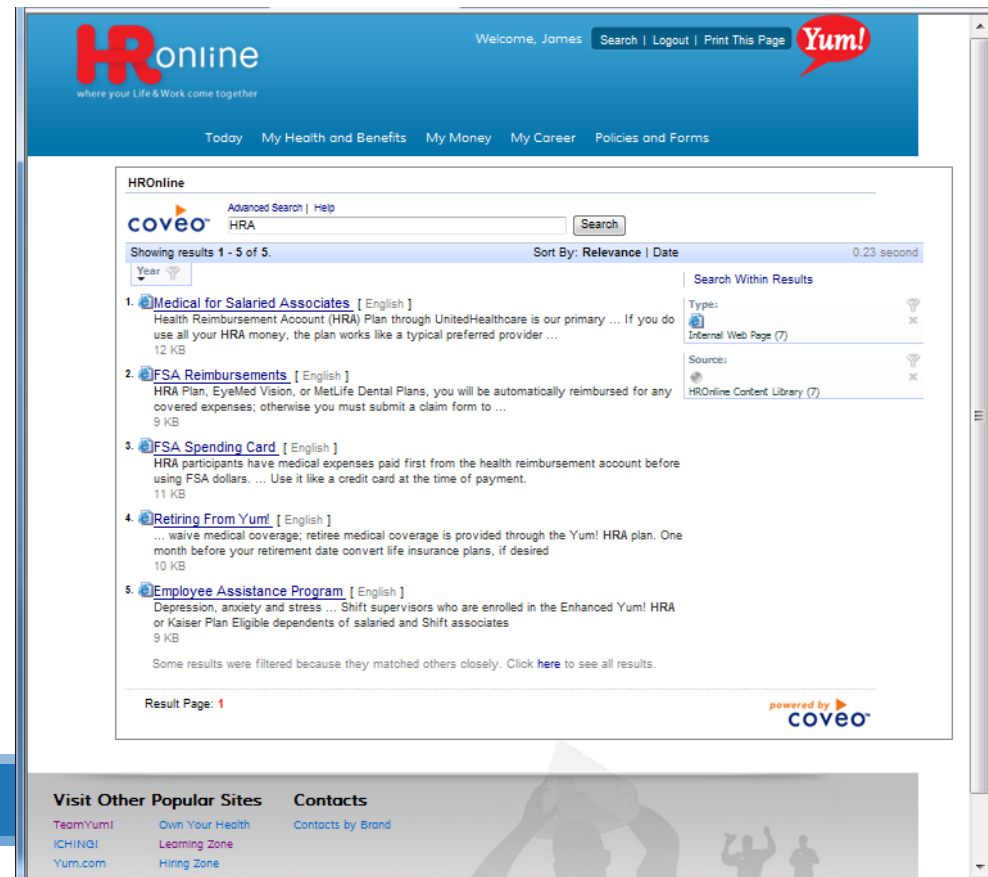 HRonline
where your Life & Work come together
Welcome, James Search | Logout | Print This Page Yum!
Today My Health and Benefits My Money My Career Policies and Forms
HROnline
coveo™
Advanced Search | Help
HRA Search
Showing results 1 - 5 of 5. Sort By: Relevance | Date 0.23 second
Year
Search Within Results
1. Medical for Salaried Associates [ English ]
Health Reimbursement Account (HRA) Plan through UnitedHealthcare is our primary ... If you do
use all your HRA money, the plan works like a typical preferred provider ...
12 KB
Type:
Internal Web Page (7)
Source:
HROnline Content Library (7)
2. FSA Reimbursements [ English ]
HRA Plan, EyeMed Vision, or MetLife Dental Plans, you will be automatically reimbursed for any
covered expenses; otherwise you must submit a claim form to ...
9 KB
3. FSA Spending Card [ English ]
HRA participants have medical expenses paid first from the health reimbursement account before
using FSA dollars. ... Use it like a credit card at the time of payment.
11 KB
4. Retiring From Yum! [ English ]
... waive medical coverage; retiree medical coverage is provided through the Yum! HRA plan. One
month before your retirement date convert life insurance plans, if desired
10 KB
5. Employee Assistance Program [ English ]
Depression, anxiety and stress ... Shift supervisors who are enrolled in the Enhanced Yum! HRA
or Kaiser Plan Eligible dependents of salaried and Shift associates
9 KB
Some results were filtered because they matched others closely. Click here to see all results.
Result Page: 1
powered by
coveo™
Visit Other Popular Sites Contacts
TeamYum! Own Your Health Contacts by Brand
ICHING! Learning Zone
Yum.com Hiring Zone